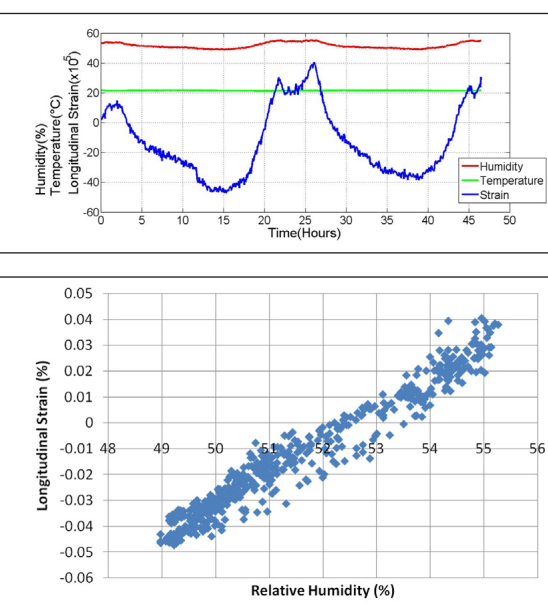 Humidity(%)
Temperature(ºC)
Longitudinal Strain(x10⁵)
60
40
20
0
-20
-40
-60
0 5 10 15 20 25 30 35 40 45 50
Time(Hours)
Humidity
Temperature
Strain
Longitudinal Strain (%)
0.05
0.04
0.03
0.02
0.01
0
-0.01
-0.02
-0.03
-0.04
-0.05
-0.06
48 49 50 51 52 53 54 55 56
Relative Humidity (%)